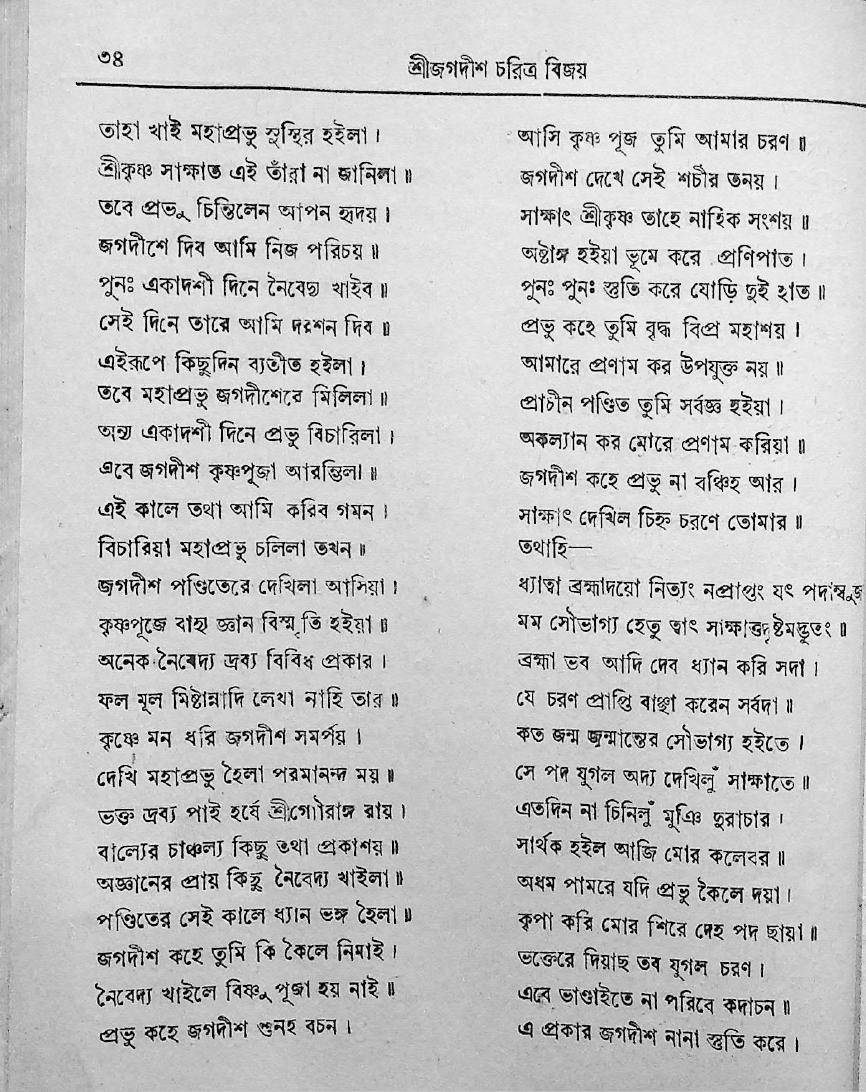 ৩৪
শ্রীজগদীশ চরিত্র বিজয়
তাহা খাই মহাপ্রভু সুস্থির হইলা ।
শ্রীকৃষ্ণ সাক্ষাত এই তাঁরা না জানিলা ॥
তবে প্রভু চিন্তিলেন আপন হৃদয় ।
জগদীশে দিব আমি নিজ পরিচয় ॥
পুনঃ একাদশী দিনে নৈবেদ্য খাইব ॥
সেই দিনে তারে আমি দরশন দিব ॥
এইরূপে কিছুদিন ব্যতীত হইলা ।
তবে মহাপ্রভু জগদীশেরে মিলিলা ॥
অন্য একাদশী দিনে প্রভু বিচারিলা ।
এবে জগদীশ কৃষ্ণপূজা আরম্ভিলা ॥
এই কালে তথা আমি করিব গমন ।
বিচারিয়া মহাপ্রভু চলিলা তখন ॥
জগদীশ পণ্ডিতেরে দেখিলা আসিয়া ।
কৃষ্ণপূজে বাহ্য জ্ঞান বিস্মৃতি হইয়া ॥
অনেক নৈবেদ্য দ্রব্য বিবিধ প্রকার ।
ফল মূল মিষ্টান্নাদি লেখা নাহি তার ॥
কৃষ্ণে মন ধরি জগদীশ সমর্পয় ।
দেখি মহাপ্রভু হৈলা পরমানন্দ ময় ॥
ভক্ত দ্রব্য পাই হর্ষে শ্রীগৌরাঙ্গ রায় ।
বাল্যের চাঞ্চল্য কিছু তথা প্রকাশয় ॥
অজ্ঞানের প্রায় কিছু নৈবেদ্য খাইলা ॥
পণ্ডিতের সেই কালে ধ্যান ভঙ্গ হৈলা ॥
জগদীশ কহে তুমি কি কৈলে নিমাই ।
নৈবেদ্য খাইলে বিষ্ণু পূজা হয় নাই ॥
প্রভু কহে জগদীশ শুনহ বচন ।
আসি কৃষ্ণ পূজ তুমি আমার চরণ ॥
জগদীশ দেখে সেই শচীর তনয় ।
সাক্ষাৎ শ্রীকৃষ্ণ তাহে নাহিক সংশয় ॥
অষ্টাঙ্গ হইয়া ভূমে করে প্রণিপাত ।
পুনঃ পুনঃ স্তুতি করে যোড়ি দুই হাত ॥
প্রভু কহে তুমি বৃদ্ধ বিপ্র মহাশয় ।
আমারে প্রণাম কর উপযুক্ত নয় ॥
প্রাচীন পণ্ডিত তুমি সর্বজ্ঞ হইয়া ।
অকল্যান কর মোরে প্রণাম করিয়া ॥
জগদীশ কহে প্রভু না বঞ্চিহ আর ।
সাক্ষাৎ দেখিল চিহ্ন চরণে তোমার ॥
তথাহি—
ধ্যাত্বা ব্রহ্মাদয়ো নিত্যং নপ্রাপ্তুং যৎ পদাম্বুজ
মম সৌভাগ্য হেতু ত্বাৎ সাক্ষাত্তদৃষ্টমদ্ভুতং ॥
ব্রহ্মা ভব আদি দেব ধ্যান করি সদা ।
যে চরণ প্রাপ্তি বাঞ্ছা করেন সর্বদা ॥
কত জন্ম জন্মান্তের সৌভাগ্য হইতে ।
সে পদ যুগল অদ্য দেখিলুঁ সাক্ষাতে ॥
এতদিন না চিনিলুঁ মুঞি দুরাচার ।
সার্থক হইল আজি মোর কলেবর ॥
অধম পামরে যদি প্রভু কৈলে দয়া ।
কৃপা করি মোর শিরে দেহ পদ ছায়া ॥
ভক্তেরে দিয়াছ তব যুগল চরণ ।
এবে ভাণ্ডাইতে না পরিবে কদাচন ॥
এ প্রকার জগদীশ নানা স্তুতি করে ।